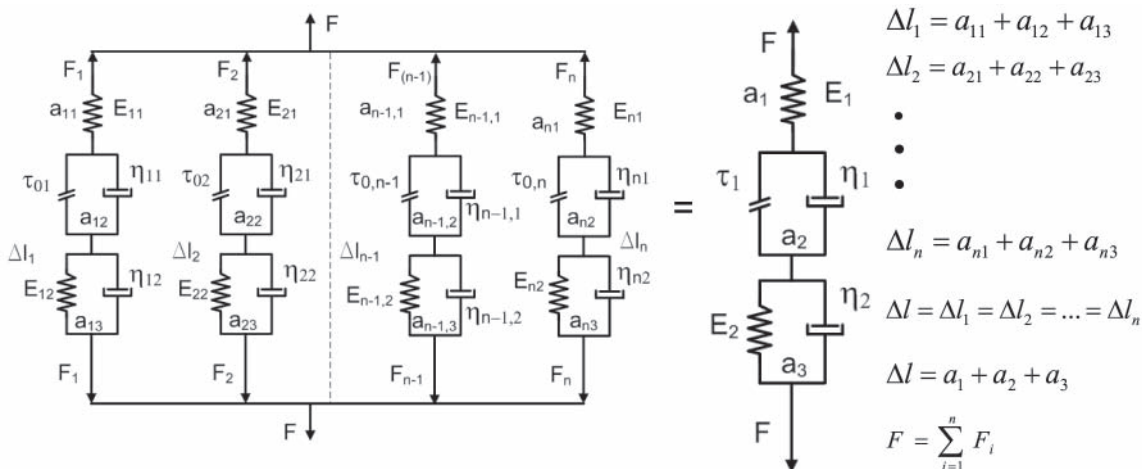 F
F₁ F₂ F₍ₙ₋₁₎ Fₙ
a₁₁ E₁₁ a₂₁ E₂₁ aₙ₋₁,₁ Eₙ₋₁,₁ aₙ₁ Eₙ₁
τ₀₁ η₁₁ τ₀₂ η₂₁ τ₀,ₙ₋₁ ηₙ₋₁,₁ τ₀,ₙ ηₙ₁
a₁₂ a₂₂ aₙ₋₁,₂ aₙ₂
Δl₁ Δl₂ Δlₙ₋₁ Δlₙ
E₁₂ η₁₂ E₂₂ η₂₂ Eₙ₋₁,₂ ηₙ₋₁,₂ Eₙ₂ ηₙ₂
a₁₃ a₂₃ aₙ₋₁,₃ aₙ₃
F₁ F₂ Fₙ₋₁ Fₙ
F
=
F
a₁ E₁
τ₁ η₁
a₂
E₂ η₂
a₃
F
Δl₁ = a₁₁ + a₁₂ + a₁₃
Δl₂ = a₂₁ + a₂₂ + a₂₃
•
•
•
Δlₙ = aₙ₁ + aₙ₂ + aₙ₃
Δl = Δl₁ = Δl₂ = ... = Δlₙ
Δl = a₁ + a₂ + a₃
F = ∑ⁿᵢ₌₁ Fᵢ